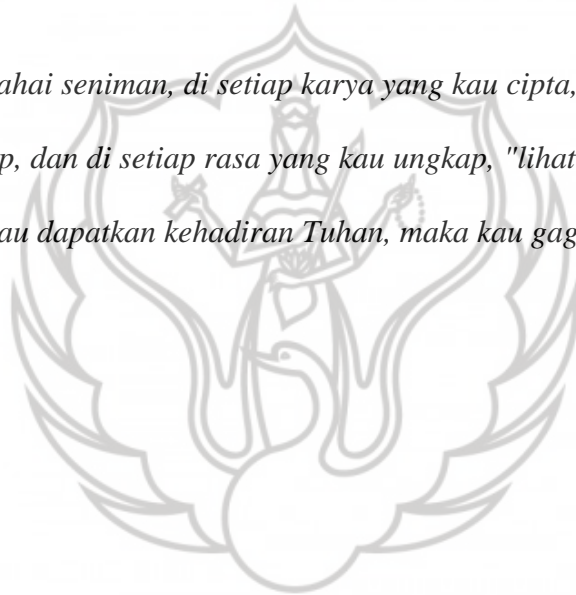 ahai seniman, di setiap karya yang kau cipta,
p, dan di setiap rasa yang kau ungkap, "lihat
au dapatkan kehadiran Tuhan, maka kau gag